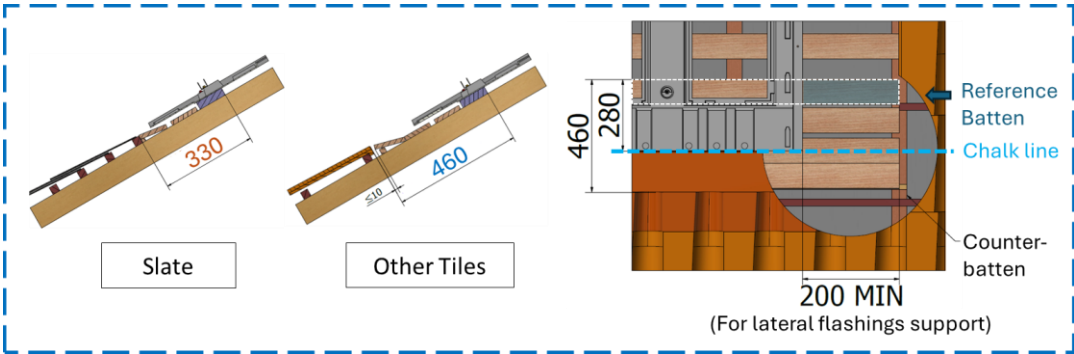 330
Slate
460
≤10
Other Tiles
460
280
Reference
Batten
Chalk line
Counter-
batten
200 MIN
(For lateral flashings support)